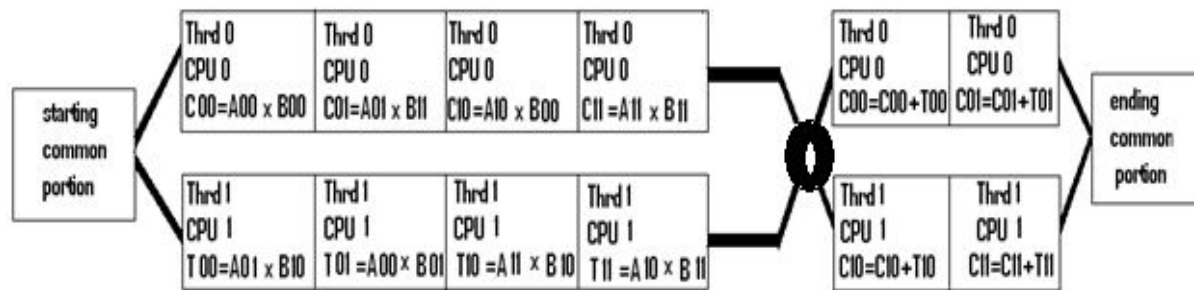 starting
common
portion
Thrd 0
CPU 0
C00=A00 x B00
Thrd 0
CPU 0
C01=A01 x B11
Thrd 0
CPU 0
C10=A10 x B00
Thrd 0
CPU 0
C11=A11 x B11
Thrd 1
CPU 1
T00=A01 x B10
Thrd 1
CPU 1
T01=A00 x B01
Thrd 1
CPU 1
T10=A11 x B10
Thrd 1
CPU 1
T11=A10 x B11
Thrd 0
CPU 0
C00=C00+T00
Thrd 0
CPU 0
C01=C01+T01
Thrd 1
CPU 1
C10=C10+T10
Thrd 1
CPU 1
C11=C11+T11
ending
common
portion